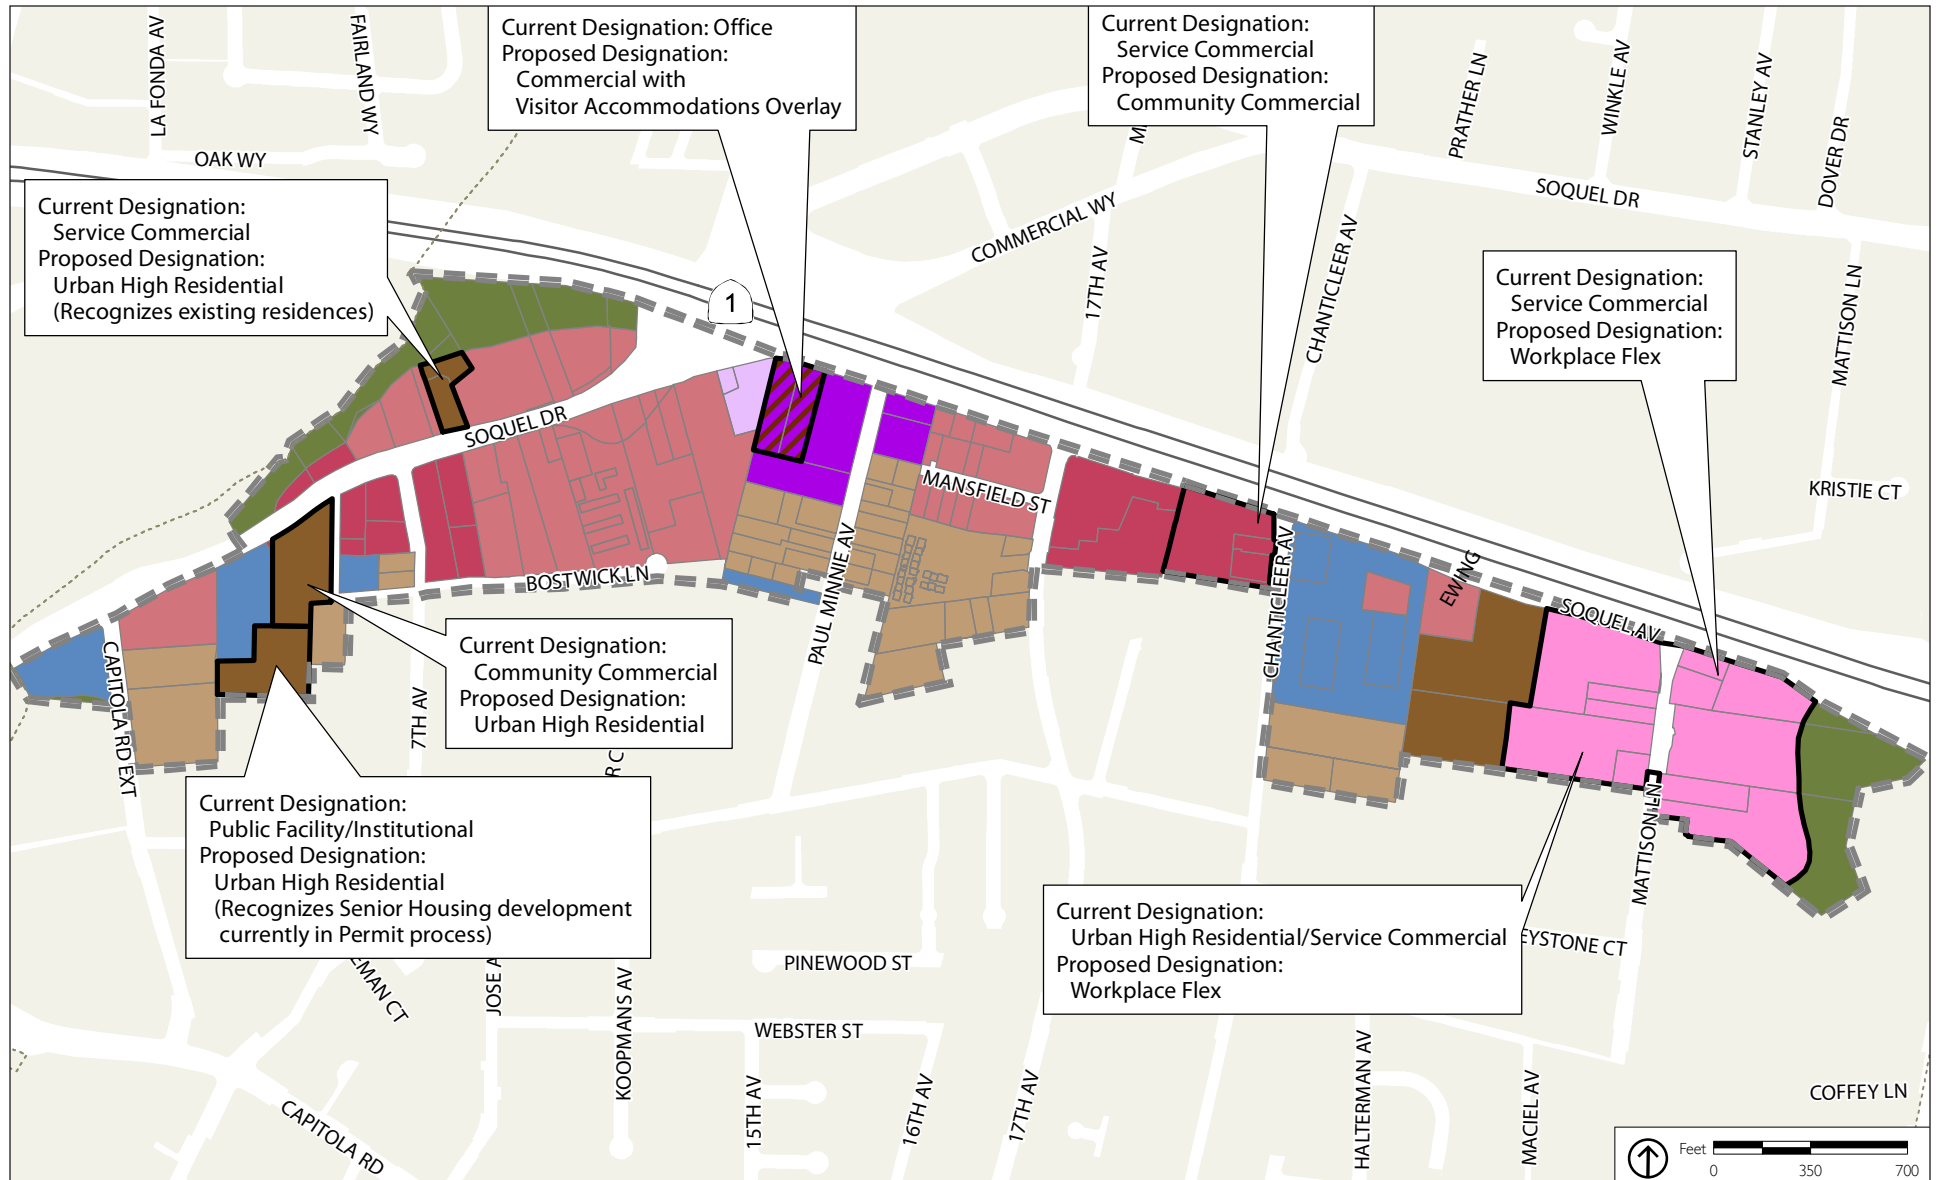 LA FONDA AV
FAIRLAND WY
OAK WY
Current Designation: Office
Proposed Designation:
Commercial with
Visitor Accommodations Overlay
Current Designation:
Service Commercial
Proposed Designation:
Community Commercial
PRATHER LN
WINKLE AV
STANLEY AV
DOVER DR
SOQUEL DR
COMMERCIAL WY
17TH AV
CHANTICLEER AV
MATTISON LN
KRISTIE CT
Current Designation:
Service Commercial
Proposed Designation:
Urban High Residential
(Recognizes existing residences)
1
Current Designation:
Service Commercial
Proposed Designation:
Workplace Flex
SOQUEL DR
MANSFIELD ST
BOSTWICK LN
PAUL MINNIE AV
CHANTICLEER AV
EWING
SOQUEL AV
CAPITOLA RD EXT
7TH AV
Current Designation:
Community Commercial
Proposed Designation:
Urban High Residential
R C
MATTISON LN
Current Designation:
Public Facility/Institutional
Proposed Designation:
Urban High Residential
(Recognizes Senior Housing development
currently in Permit process)
Current Designation:
Urban High Residential/Service Commercial
Proposed Designation:
Workplace Flex
EYSTONE CT
EMAN CT
JOSE A
KOOPMANS AV
PINEWOOD ST
WEBSTER ST
15TH AV
16TH AV
17TH AV
HALTERMAN AV
MACIEL AV
COFFEY LN
CAPITOLA RD
Feet
0 350 700